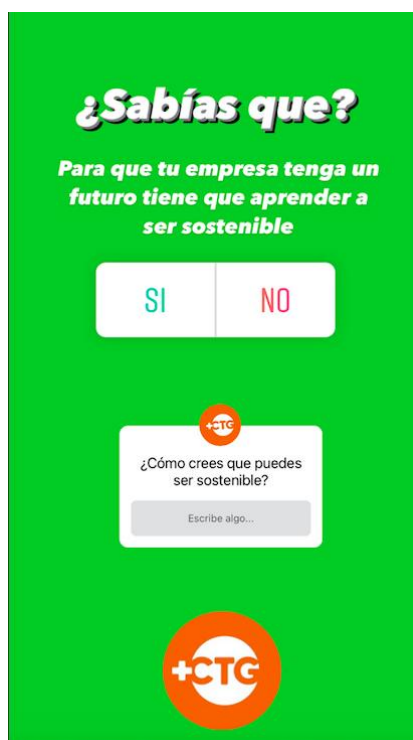 ¿Sabías que?
Para que tu empresa tenga un
futuro tiene que aprender a
ser sostenible
SI NO
+CTG
¿Cómo crees que puedes
ser sostenible?
Escribe algo...
+CTG